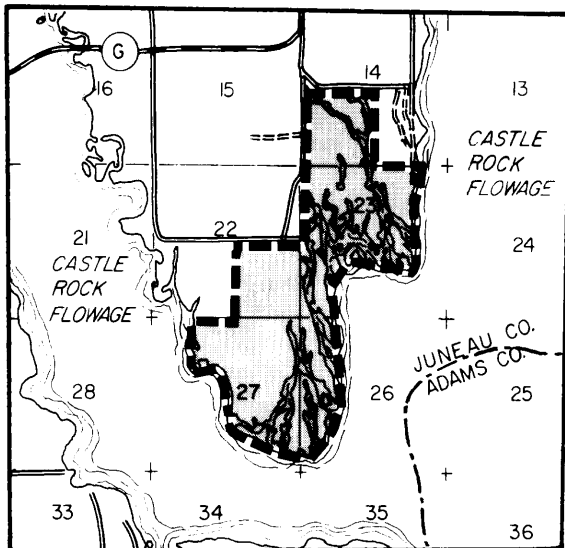 G
14
16
15
13
CASTLE
ROCK
FLOWAGE
23
22
21
24
CASTLE
ROCK
FLOWAGE
JUNEAU CO.
ADAMS CO.
28
27
26
25
33
34
35
36